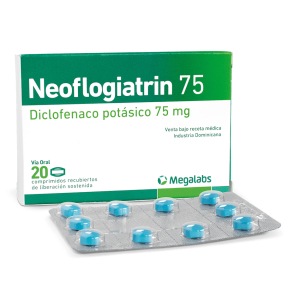 Neoflogiatrin 75
Diclofenaco potásico 75 mg
Venta bajo receta médica
Industria Dominicana
Vía Oral
20
comprimidos recubiertos
de liberación sostenida
Megalabs